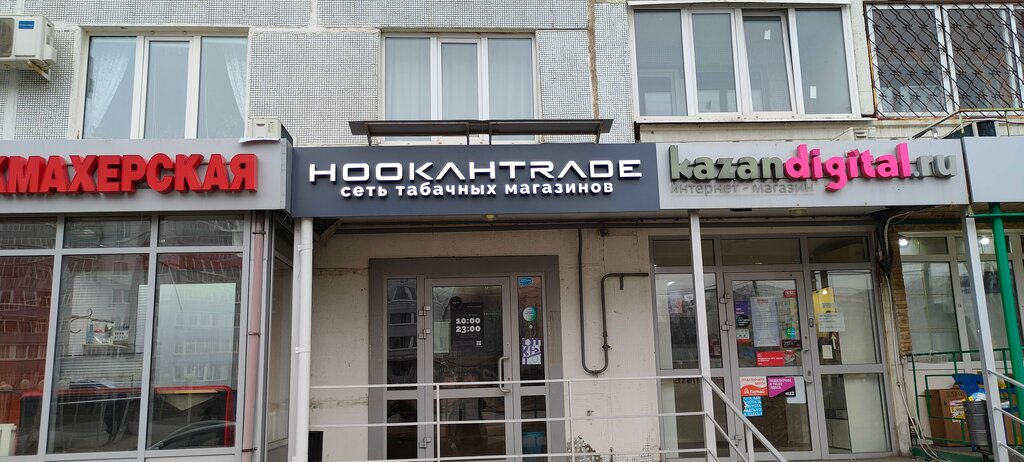 КМАХЕРСКАЯ
HOOKAHTRADE
сеть табачных магазинов
kazandigital.ru
интернет - магазин
10:00
23:00